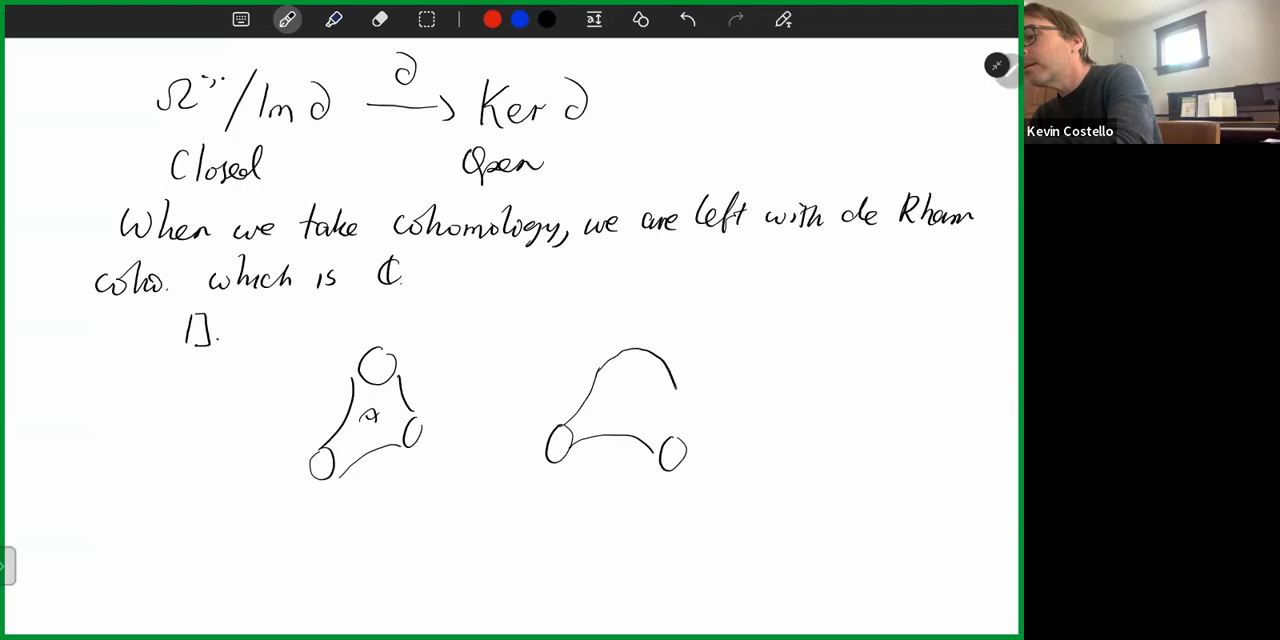 Ω^{··}/Im ∂ —∂→ Ker ∂
Closed Open
When we take cohomology, we are left with de Rham
coho. which is ℂ.
□.
Kevin Costello